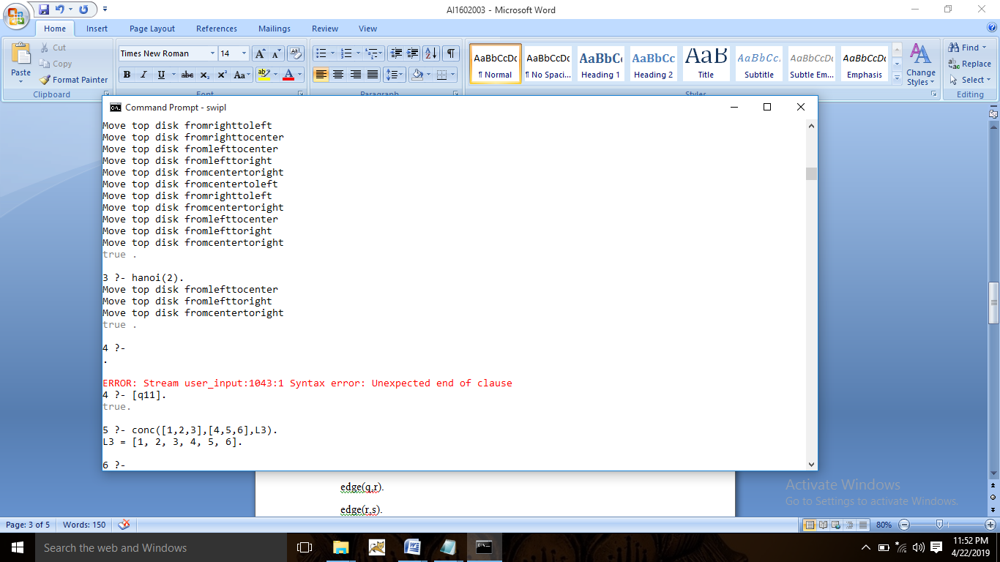 AI1602003 - Microsoft Word
Home Insert Page Layout References Mailings Review View
Paste
Cut
Copy
Format Painter
Clipboard
Times New Roman 14
B I U abc x₂ x² Aa
Font
Paragraph
AaBbCcDc AaBbCcDc AaBbC AaBbCc AaB AaBbCc. AaBbCcDc AaBbCcDc
¶ Normal ¶ No Spaci... Heading 1 Heading 2 Title Subtitle Subtle Em... Emphasis
Change Styles
Styles
Find
Replace
Select
Editing
Command Prompt - swipl
Move top disk fromrighttoleft
Move top disk fromrighttocenter
Move top disk fromlefttocenter
Move top disk fromlefttoright
Move top disk fromcentertoright
Move top disk fromcentertoleft
Move top disk fromrighttoleft
Move top disk fromcentertoright
Move top disk fromlefttocenter
Move top disk fromlefttoright
Move top disk fromcentertoright
true .
3 ?- hanoi(2).
Move top disk fromlefttocenter
Move top disk fromlefttoright
Move top disk fromcentertoright
true .
4 ?-
.
ERROR: Stream user_input:1043:1 Syntax error: Unexpected end of clause
4 ?- [q11].
true.
5 ?- conc([1,2,3],[4,5,6],L3).
L3 = [1, 2, 3, 4, 5, 6].
6 ?-
edge(q,r).
edge(r,s).
Activate Windows
Go to Settings to activate Windows.
Page: 3 of 5 Words: 150 80%
Search the web and Windows
11:52 PM
4/22/2019